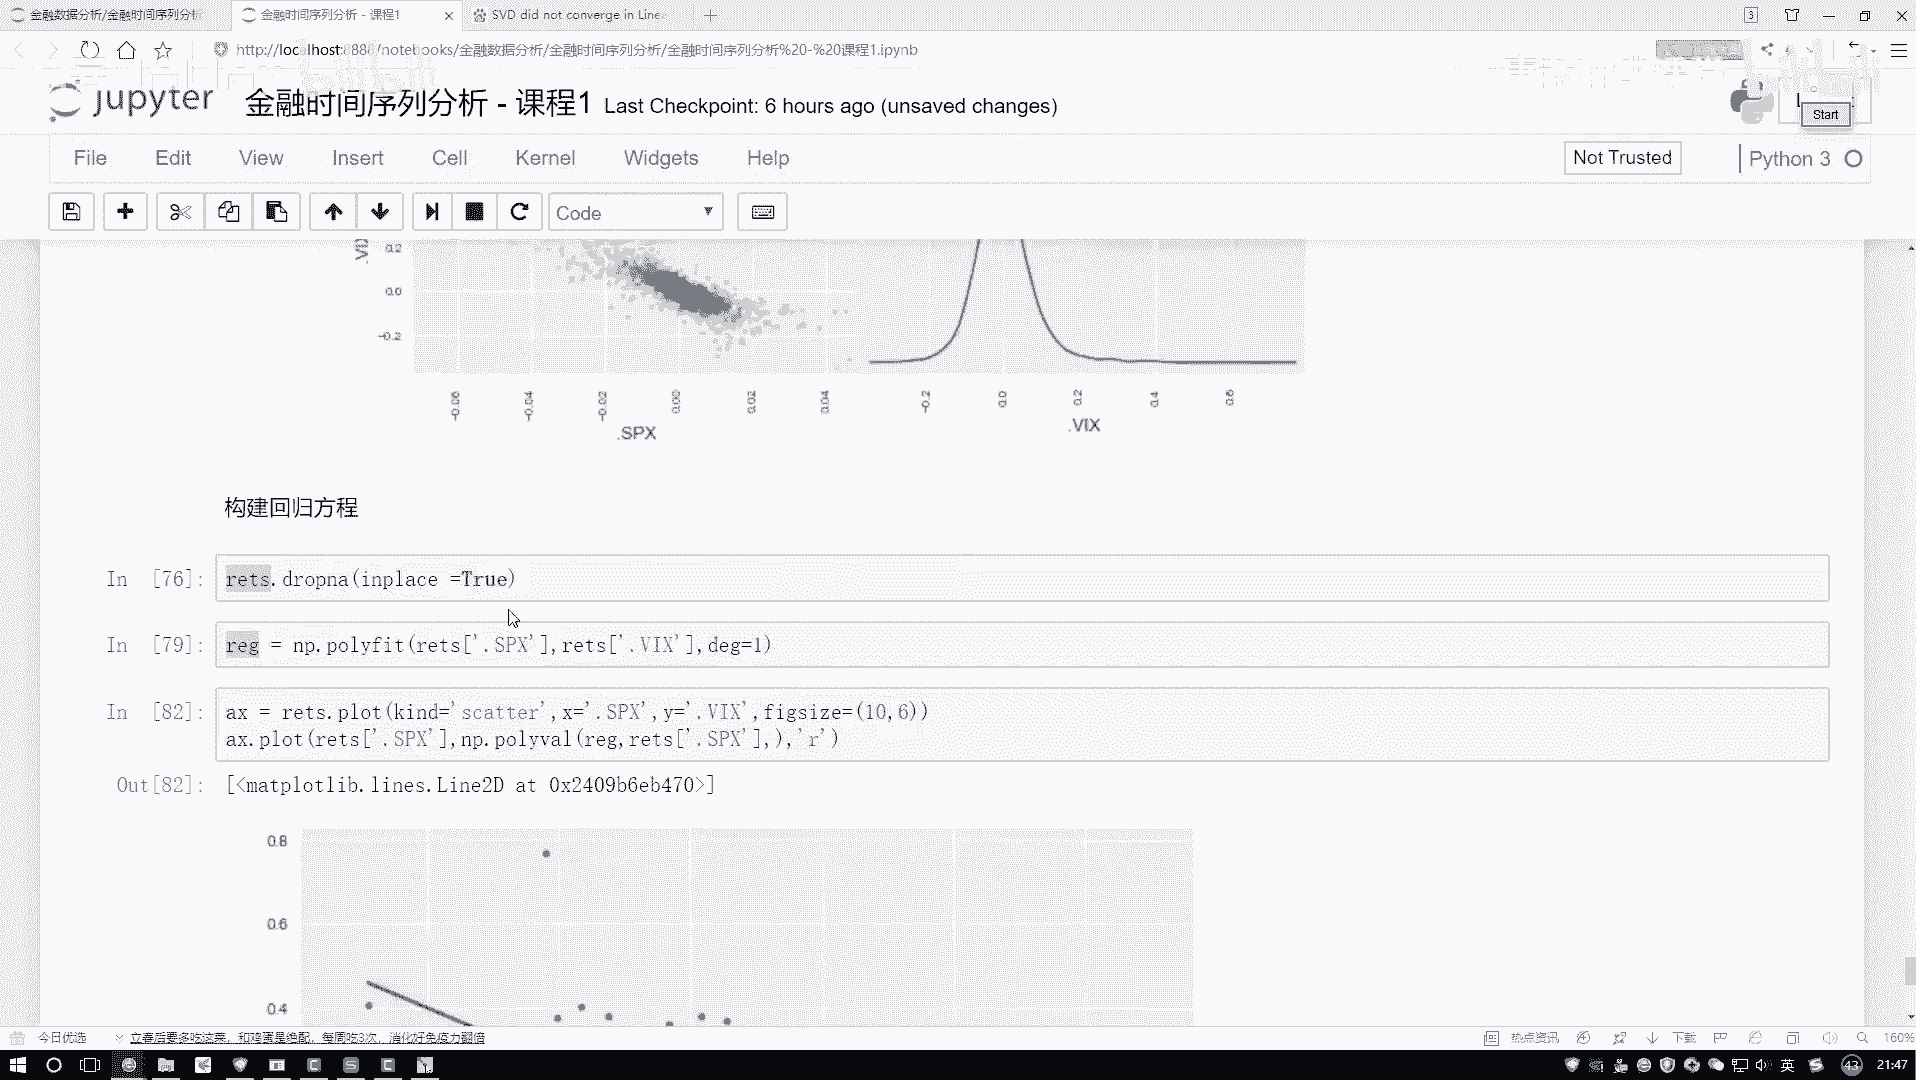 金融数据分析/金融时间序列分析
金融时间序列分析 - 课程1
SVD did not converge in Linea
3
http://localhost:8888/notebooks/金融数据分析/金融时间序列分析/金融时间序列分析%20-%20课程1.ipynb
jupyter
金融时间序列分析 - 课程1
Last Checkpoint: 6 hours ago (unsaved changes)
Start
File Edit View Insert Cell Kernel Widgets Help
Not Trusted
Python 3
Code
0.2
0.0
-0.2
-0.06 -0.04 -0.02 0.00 0.02 0.04
.SPX
-0.2 0.0 0.2 0.4 0.6
.VIX
构建回归方程
In [76]: rets.dropna(inplace =True)
In [79]: reg = np.polyfit(rets['.SPX'],rets['.VIX'],deg=1)
In [82]: ax = rets.plot(kind='scatter',x='.SPX',y='.VIX',figsize=(10,6))
ax.plot(rets['.SPX'],np.polyval(reg,rets['.SPX'],),'r')
Out[82]: [<matplotlib.lines.Line2D at 0x2409b6eb470>]
0.8
0.6
0.4
今日优选
立春后要多吃这菜，和鸡蛋是绝配，每周吃3次，消化好免疫力翻倍
热点资讯
下载
160%
英
43
21:47